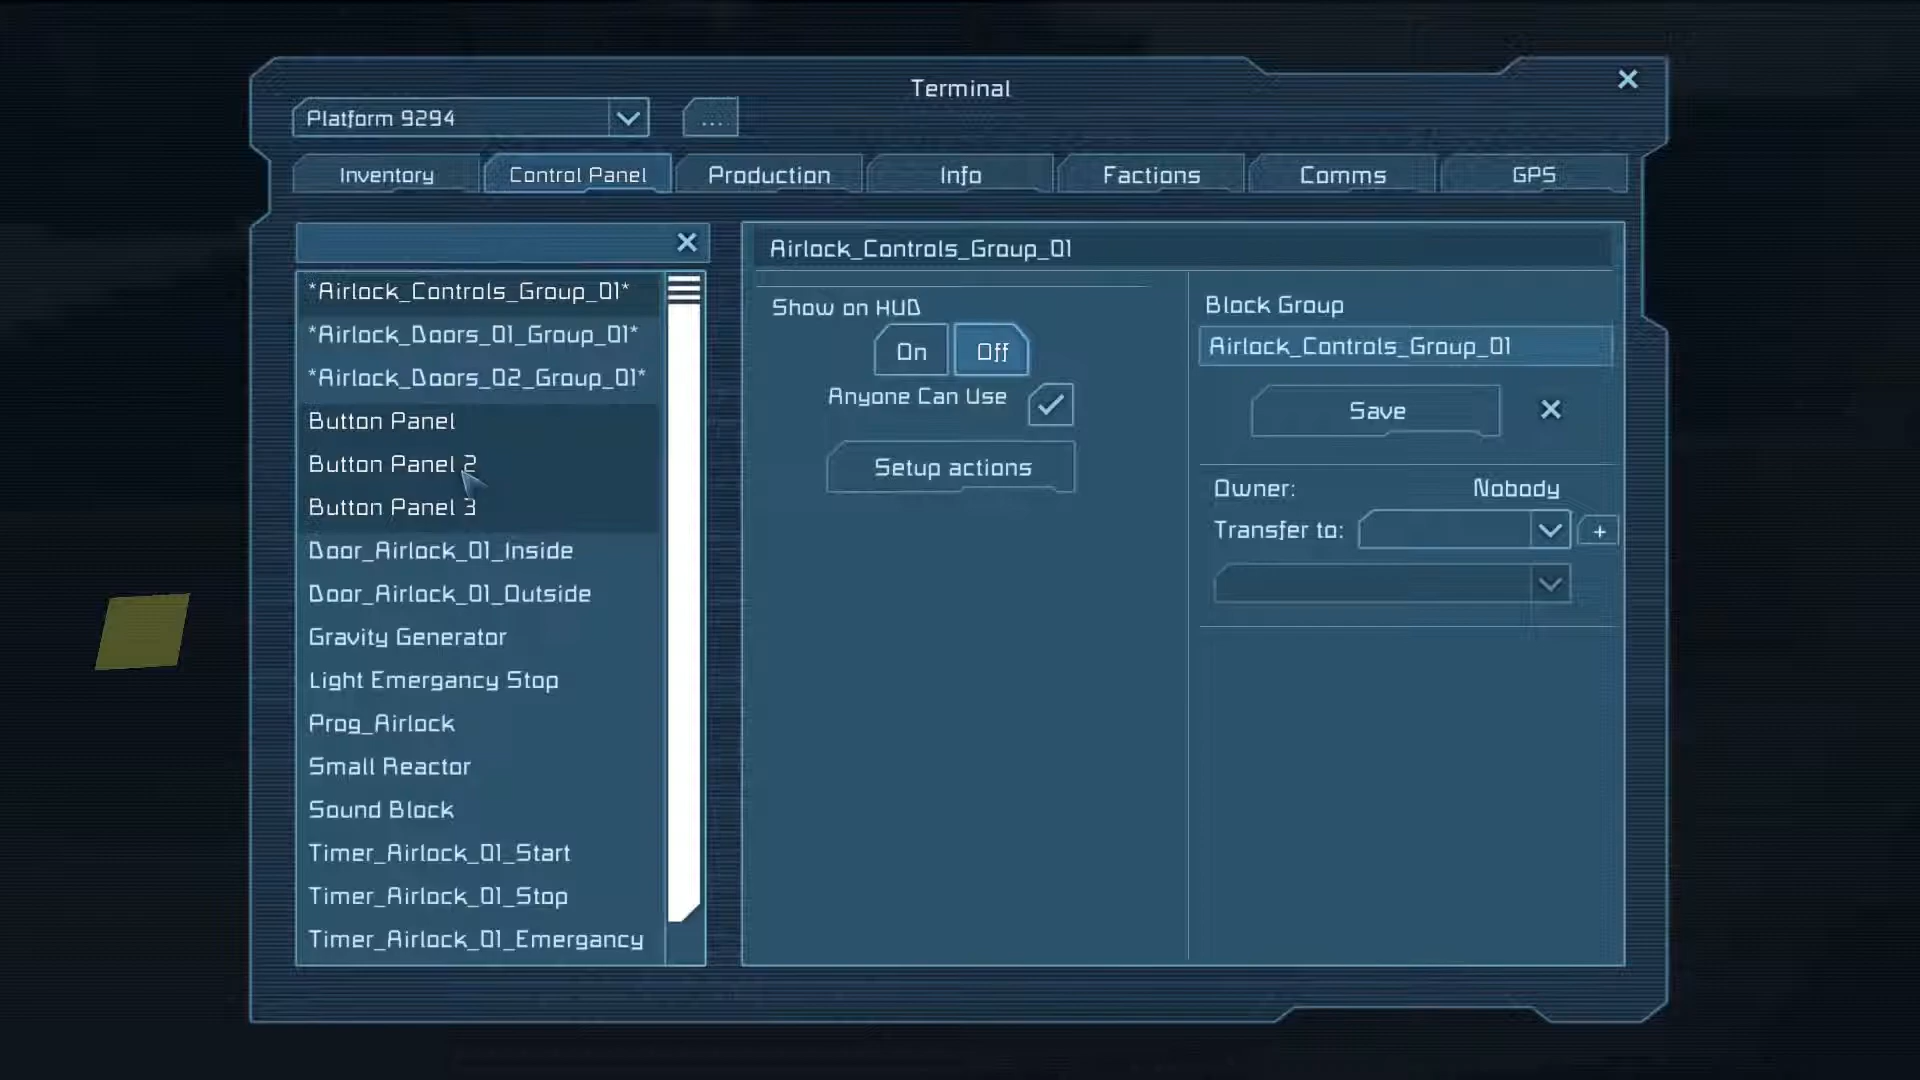 Terminal
Platform 9294
...
Inventory
Control Panel
Production
Info
Factions
Comms
GPS
*Airlock_Controls_Group_01*
*Airlock_Doors_01_Group_01*
*Airlock_Doors_02_Group_01*
Button Panel
Button Panel 2
Button Panel 3
Door_Airlock_01_Inside
Door_Airlock_01_Outside
Gravity Generator
Light Emergancy Stop
Prog_Airlock
Small Reactor
Sound Block
Timer_Airlock_01_Start
Timer_Airlock_01_Stop
Timer_Airlock_01_Emergancy
Airlock_Controls_Group_01
Show on HUD
On
Off
Anyone Can Use
Setup actions
Block Group
Airlock_Controls_Group_01
Save
Owner: Nobody
Transfer to:
+